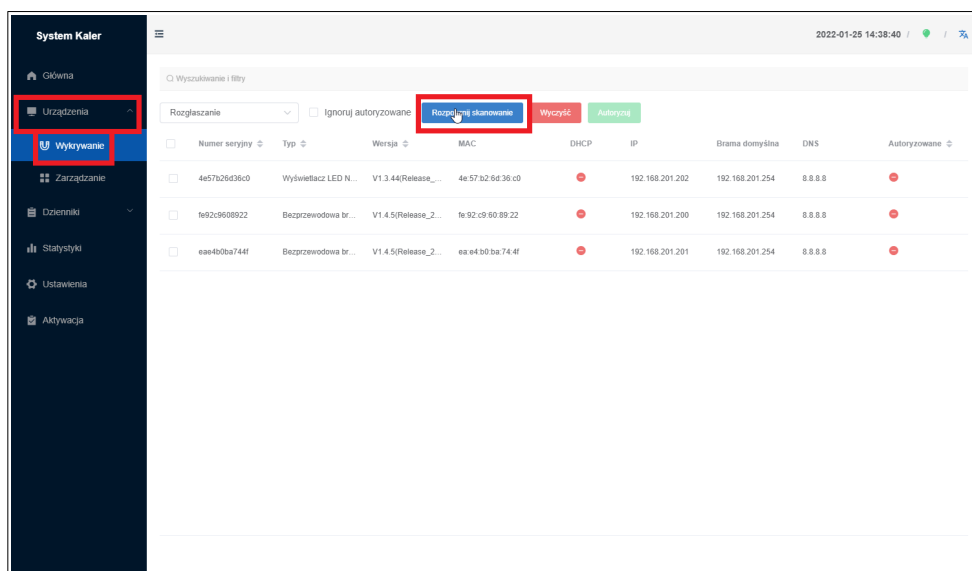 System Kaler
2022-01-25 14:38:40 / /
Główna
Wyszukiwanie i filtry
Urządzenia
Rozgłaszanie Ignoruj autoryzowane Rozpocznij skanowanie Wyczyść Autoryzuj
Wykrywanie
Numer seryjny Typ Wersja MAC DHCP IP Brama domyślna DNS Autoryzowane
4e57b26d36c0 Wyświetlacz LED N... V1.3.44(Release_... 4e:57:b2:6d:36:c0 192.168.201.202 192.168.201.254 8.8.8.8
Zarządzanie
fe92c9608922 Bezprzewodowa br... V1.4.5(Release_2... fe:92:c9:60:89:22 192.168.201.200 192.168.201.254 8.8.8.8
Dzienniki
eae4b0ba744f Bezprzewodowa br... V1.4.5(Release_2... ea:e4:b0:ba:74:4f 192.168.201.201 192.168.201.254 8.8.8.8
Statystyki
Ustawienia
Aktywacja